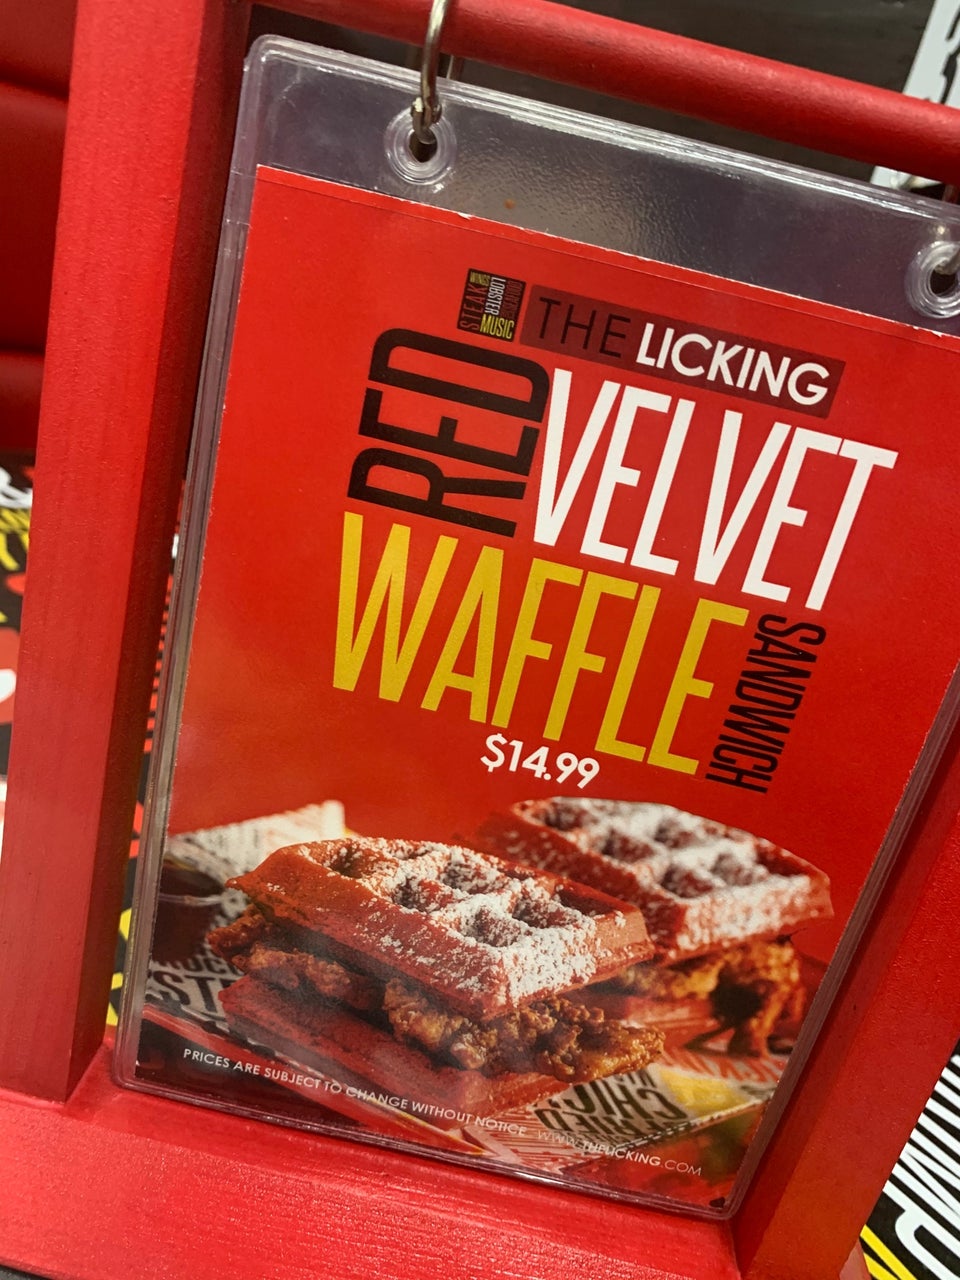 STEAK
WINGS
LOBSTER
MUSIC
THE LICKING
RED
VELVET
WAFFLE
SANDWICH
$14.99
PRICES ARE SUBJECT TO CHANGE WITHOUT NOTICE WWW.THELICKING.COM